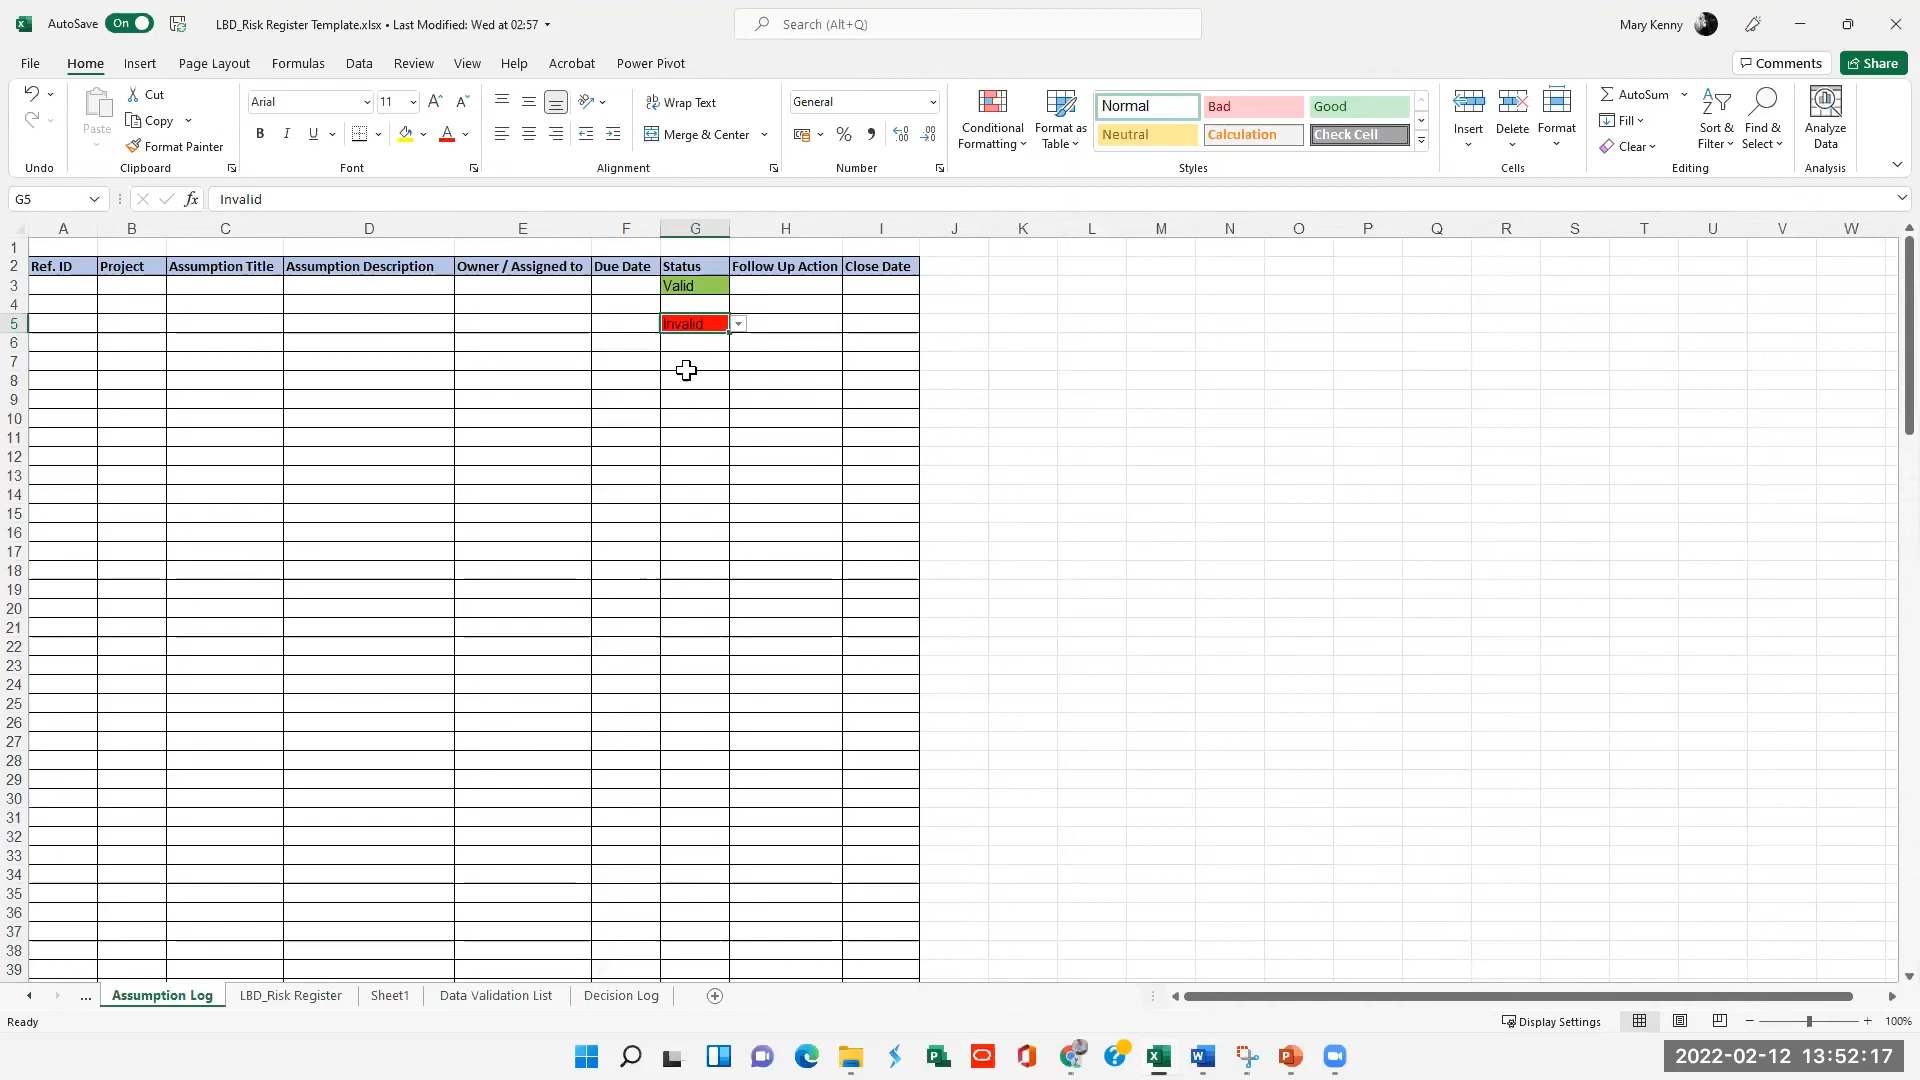 AutoSave On LBD_Risk Register Template.xlsx • Last Modified: Wed at 02:57 Search (Alt+Q) Mary Kenny
File Home Insert Page Layout Formulas Data Review View Help Acrobat Power Pivot Comments Share
Paste Cut Copy Format Painter
Arial 11
B I U A
Wrap Text
Merge & Center
General
%
Conditional Formatting
Format as Table
Normal Bad Good
Neutral Calculation Check Cell
Insert Delete Format
AutoSum
Fill
Clear
Sort & Filter
Find & Select
Analyze Data
Undo Clipboard Font Alignment Number Styles Cells Editing Analysis
G5 fx Invalid
A B C D E F G H I J K L M N O P Q R S T U V W
1
2 Ref. ID Project Assumption Title Assumption Description Owner / Assigned to Due Date Status Follow Up Action Close Date
3 Valid
4
5 Invalid
6
7
8
9
10
11
12
13
14
15
16
17
18
19
20
21
22
23
24
25
26
27
28
29
30
31
32
33
34
35
36
37
38
39
... Assumption Log LBD_Risk Register Sheet1 Data Validation List Decision Log
Ready Display Settings 100%
2022-02-12 13:52:17